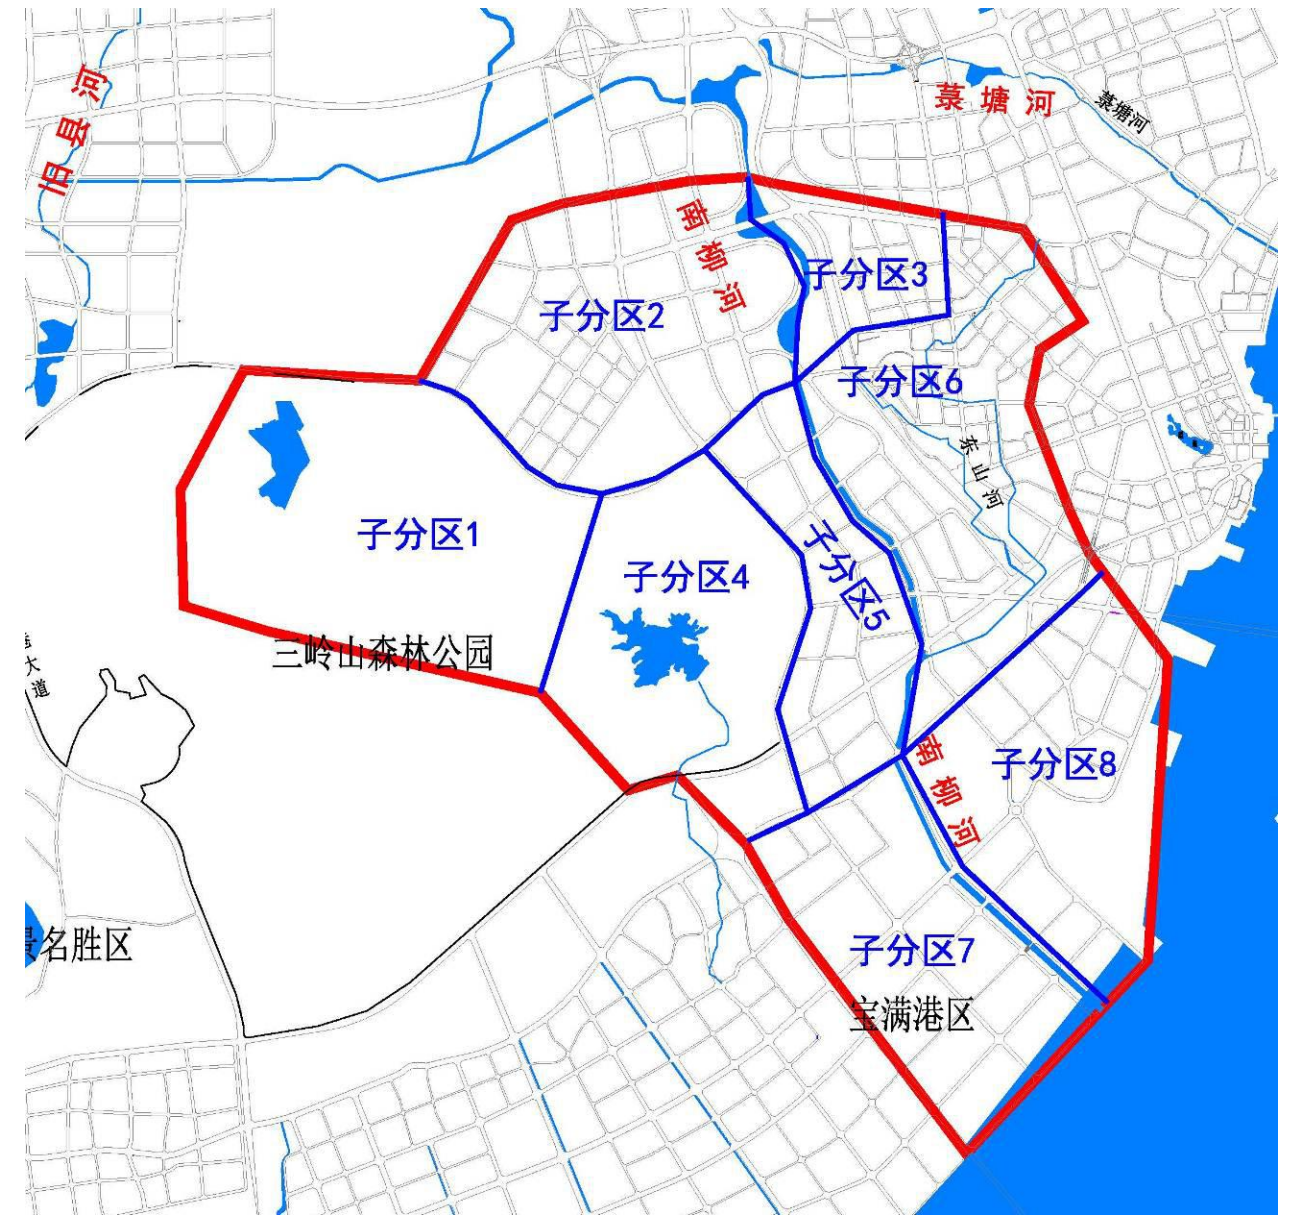 旧县河
菉塘河
菉塘河
南柳河
子分区3
子分区2
子分区6
东山河
子分区1
子分区4
子分区5
三岭山森林公园
大道
南柳河
子分区8
名胜区
子分区7
宝满港区